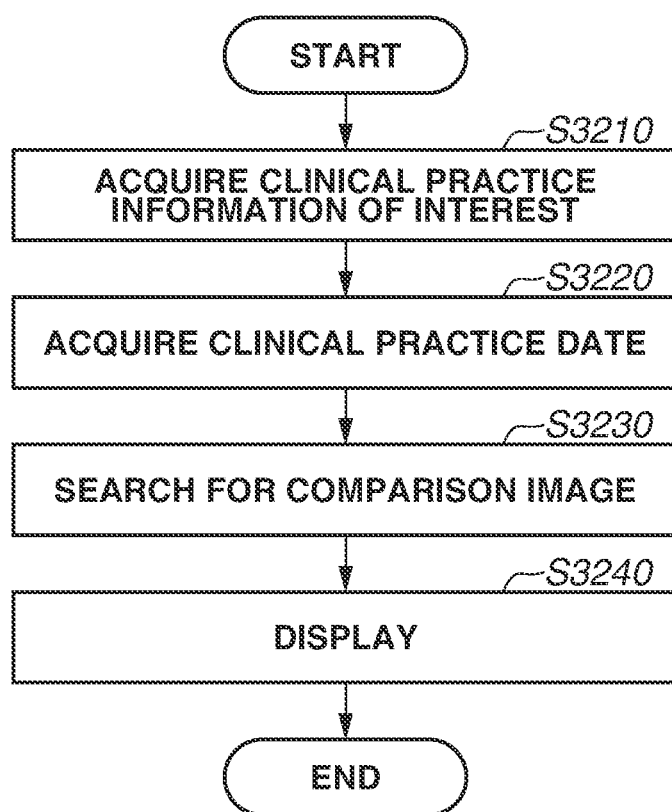 START
S3210
ACQUIRE CLINICAL PRACTICE
INFORMATION OF INTEREST
S3220
ACQUIRE CLINICAL PRACTICE DATE
S3230
SEARCH FOR COMPARISON IMAGE
S3240
DISPLAY
END